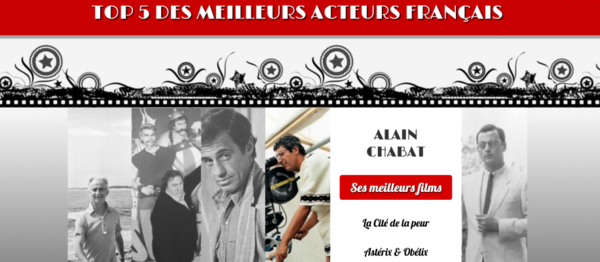 TOP 5 DES MEILLEURS ACTEURS FRANÇAIS
ALAIN
CHABAT
Ses meilleurs films
La Cité de la peur
Astérix & Obélix